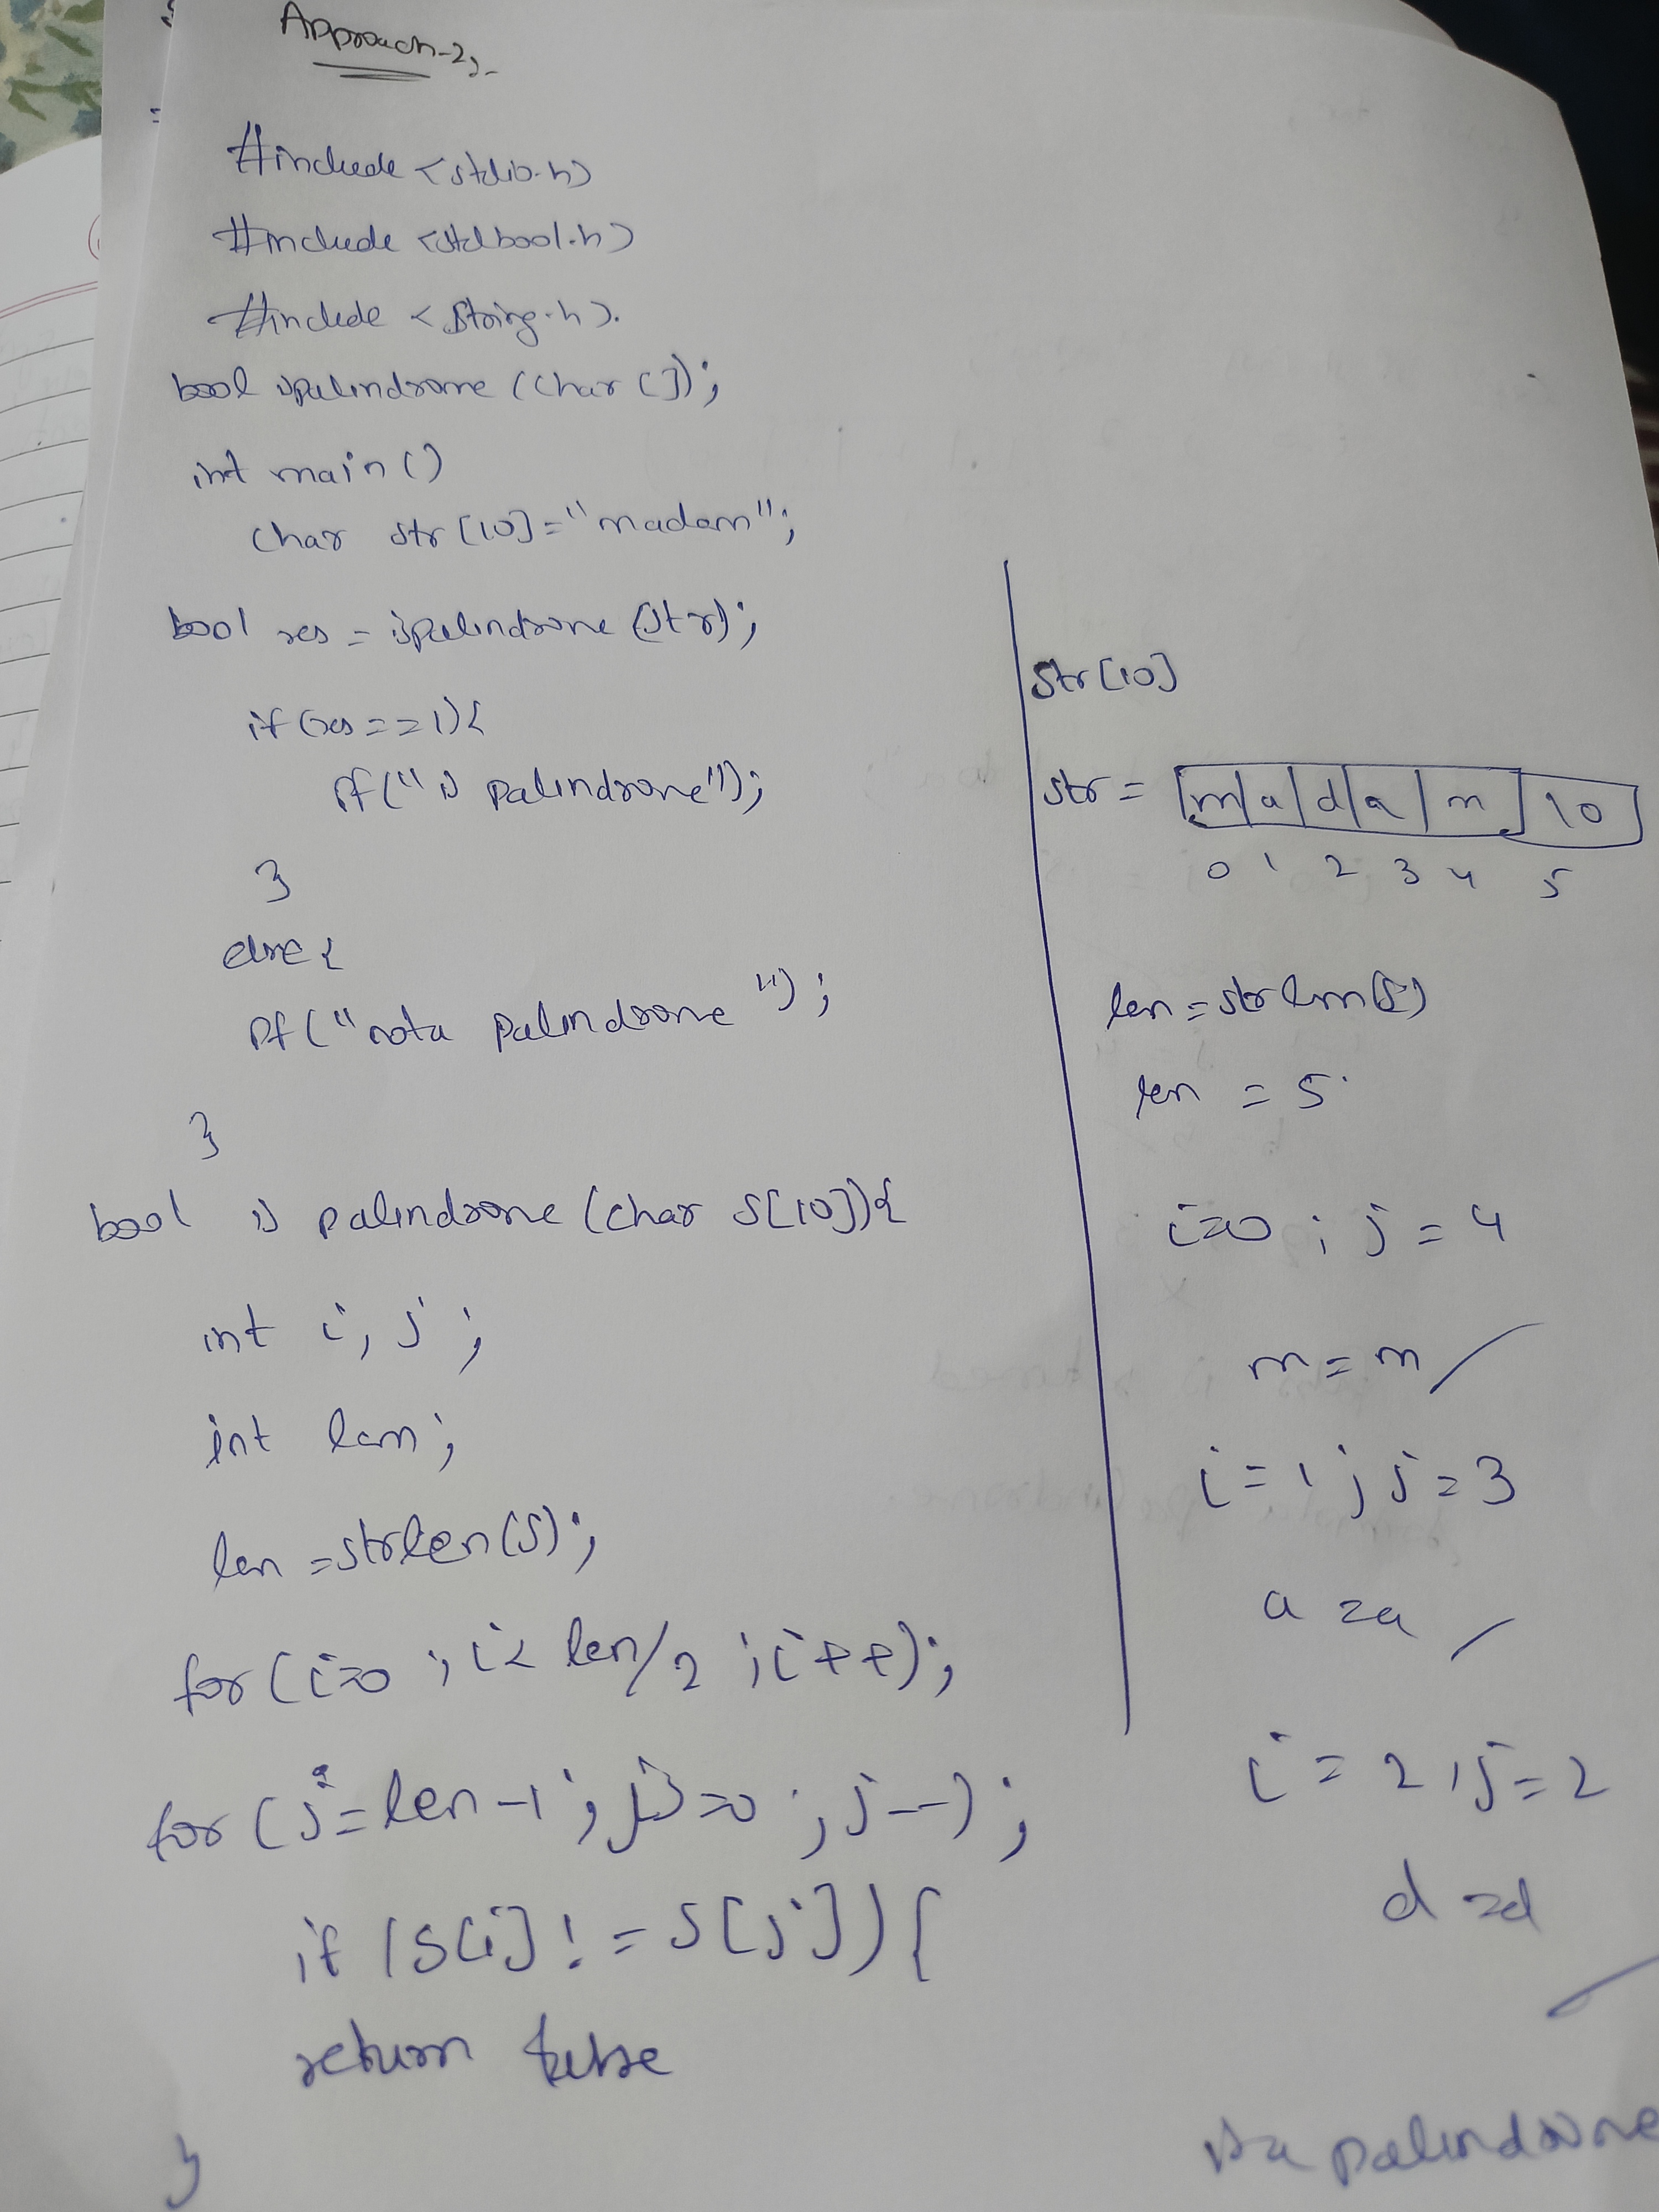 Approach-2:-
#include <stdio.h>
#include <stdbool.h>
#include <string.h>.
bool ispalindrome (char []);
int main()
char str[10]="madam";
bool res = ispalindrome (str);
if(res==1){
Pf("is palindrome");
}
else{
Pf("not a palindrome");
}
bool is palindrome (char s[10]){
int i, j;
int len;
len =strlen(s);
for(i=0 ; i< len/2 ; i++);
for (j=len-1 ; j>=0 ; j--);
if (s[i] != s[j]) {
return false
}
str[10]
str = m a d a m \0
0 1 2 3 4 5
len = strlen(s)
len = 5
i=0 ; j = 4
m = m
i = 1 ; j = 3
a = a
i = 2, j = 2
d = d
is a palindrome